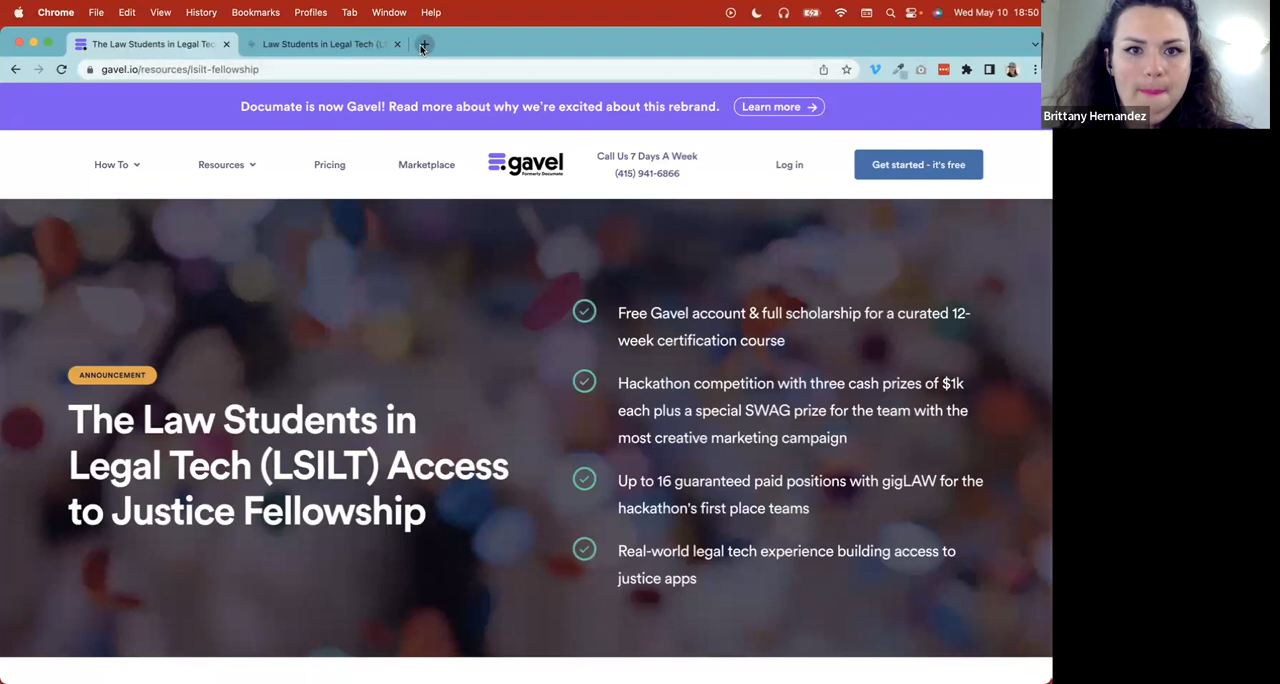 Chrome File Edit View History Bookmarks Profiles Tab Window Help Wed May 10 18:50
The Law Students in Legal Tec Law Students in Legal Tech (
gavel.io/resources/lsilt-fellowship
Brittany Hernandez
Documate is now Gavel! Read more about why we're excited about this rebrand. Learn more →
How To Resources Pricing Marketplace gavel Formerly Documate Call Us 7 Days A Week
(415) 941-6866 Log in Get started - it's free
Free Gavel account & full scholarship for a curated 12-
week certification course
Hackathon competition with three cash prizes of $1k
each plus a special SWAG prize for the team with the
most creative marketing campaign
Up to 16 guaranteed paid positions with gigLAW for the
hackathon's first place teams
Real-world legal tech experience building access to
justice apps
ANNOUNCEMENT
The Law Students in
Legal Tech (LSILT) Access
to Justice Fellowship